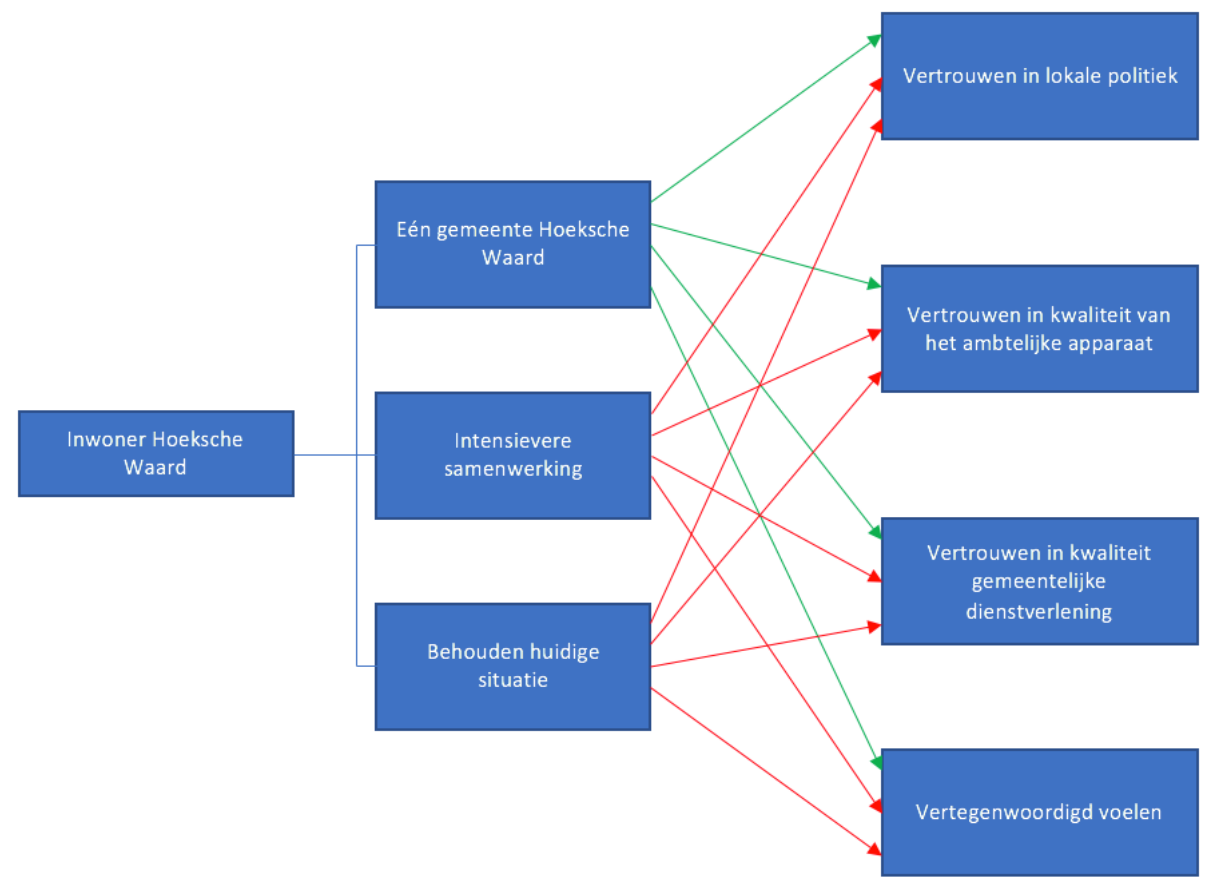 Inwoner Hoeksche
Waard
Eén gemeente Hoeksche
Waard
Intensievere
samenwerking
Behouden huidige
situatie
Vertrouwen in lokale politiek
Vertrouwen in kwaliteit van
het ambtelijke apparaat
Vertrouwen in kwaliteit
gemeentelijke
dienstverlening
Vertegenwoordigd voelen